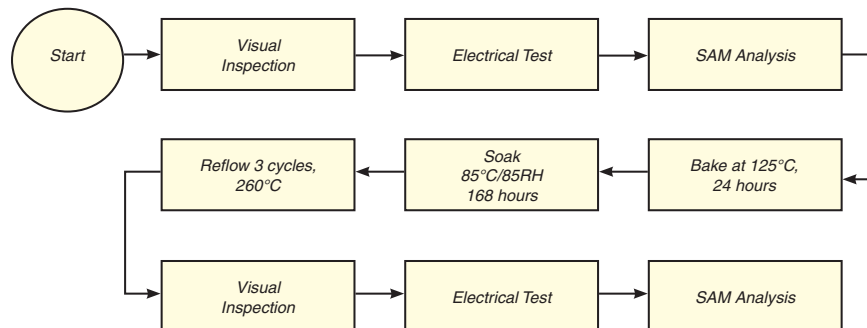 Start
Visual
Inspection
Electrical Test
SAM Analysis
Reflow 3 cycles,
260°C
Soak
85°C/85RH
168 hours
Bake at 125°C,
24 hours
Visual
Inspection
Electrical Test
SAM Analysis